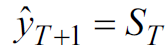 ŷ_{T+1} = S_T